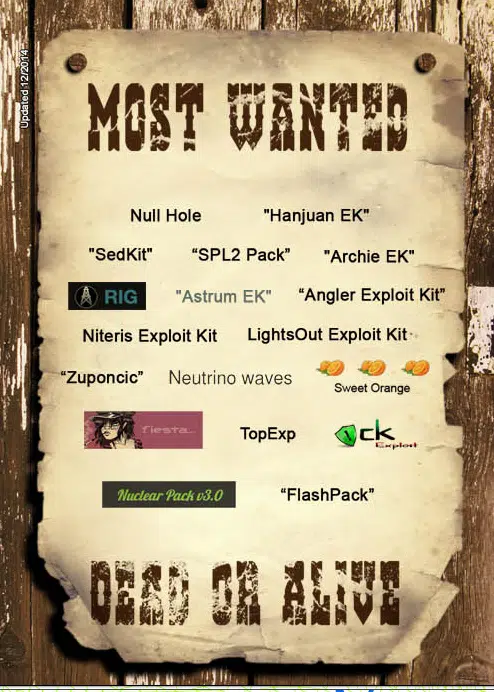 Updated 12/2014
MOST WANTED
Null Hole "Hanjuan EK"
"SedKit" “SPL2 Pack” "Archie EK"
RIG "Astrum EK" “Angler Exploit Kit”
Niteris Exploit Kit LightsOut Exploit Kit
“Zuponcic” Neutrino waves Sweet Orange
fiesta... TopExp CK Exploit
Nuclear Pack v3.0 “FlashPack”
DEAD OR ALIVE